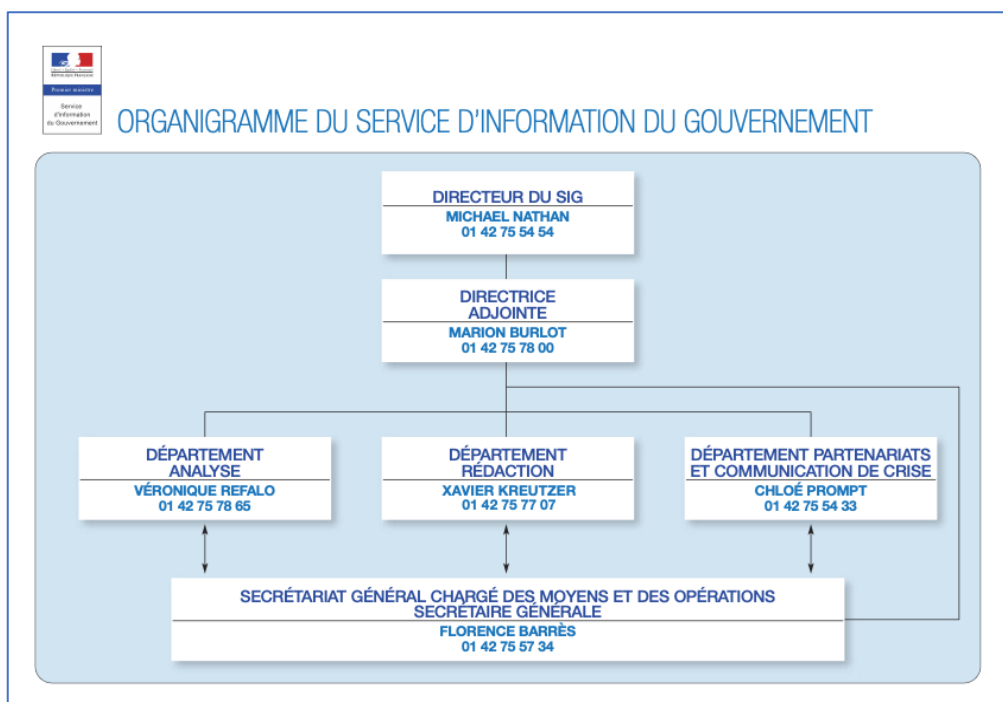 RÉPUBLIQUE FRANÇAISE
Premier ministre
Service
d'information
du Gouvernement
ORGANIGRAMME DU SERVICE D'INFORMATION DU GOUVERNEMENT
DIRECTEUR DU SIG
MICHAEL NATHAN
01 42 75 54 54
DIRECTRICE
ADJOINTE
MARION BURLOT
01 42 75 78 00
DÉPARTEMENT
ANALYSE
VÉRONIQUE REFALO
01 42 75 78 65
DÉPARTEMENT
RÉDACTION
XAVIER KREUTZER
01 42 75 77 07
DÉPARTEMENT PARTENARIATS
ET COMMUNICATION DE CRISE
CHLOÉ PROMPT
01 42 75 54 33
SECRÉTARIAT GÉNÉRAL CHARGÉ DES MOYENS ET DES OPÉRATIONS
SECRÉTAIRE GÉNÉRALE
FLORENCE BARRÈS
01 42 75 57 34